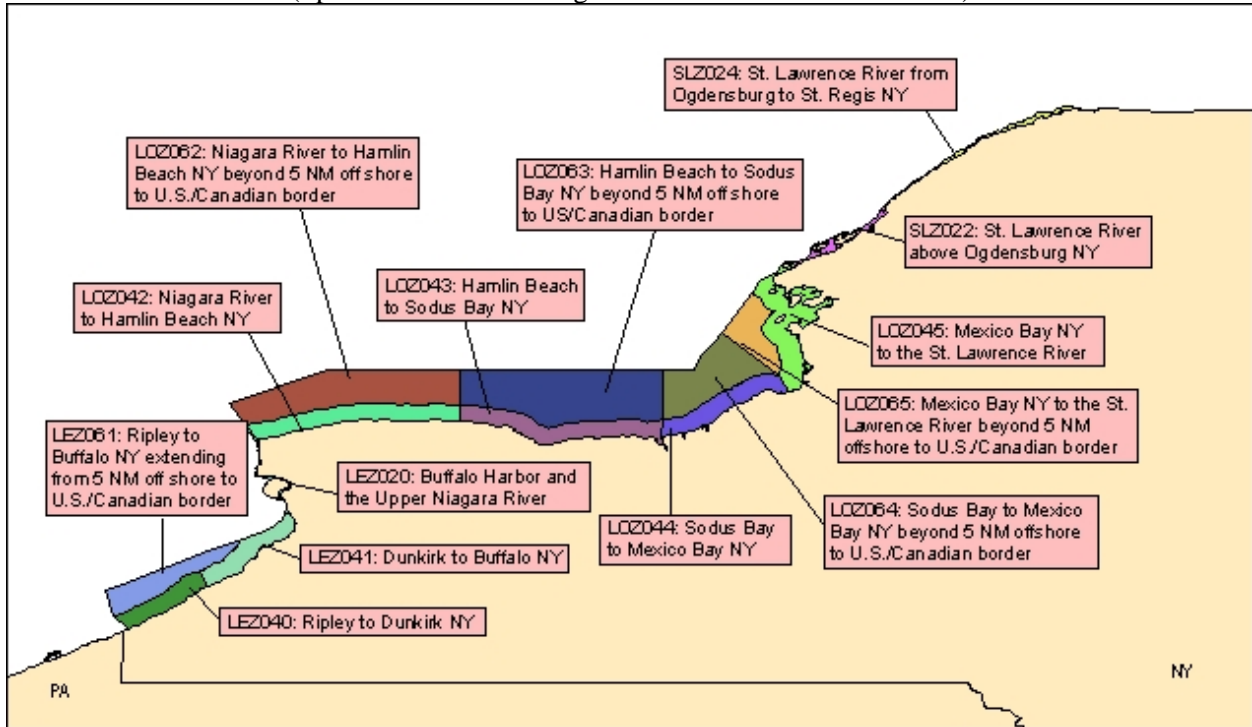 SLZ024: St. Lawrence River from
Ogdensburg to St. Regis NY
LOZ062: Niagara River to Hamlin
Beach NY beyond 5 NM off shore
to U.S./Canadian border
LOZ063: Hamlin Beach to Sodus
Bay NY beyond 5 NM off shore
to US/Canadian border
SLZ022: St. Lawrence River
above Ogdensburg NY
LOZ043: Hamlin Beach
to Sodus Bay NY
LOZ042: Niagara River
to Hamlin Beach NY
LOZ045: Mexico Bay NY
to the St. Lawrence River
LOZ065: Mexico Bay NY to the St.
Lawrence River beyond 5 NM
offshore to U.S./Canadian border
LEZ061: Ripley to
Buffalo NY extending
from 5 NM off shore to
U.S./Canadian border
LEZ020: Buffalo Harbor and
the Upper Niagara River
LOZ064: Sodus Bay to Mexico
Bay NY beyond 5 NM offshore
to U.S./Canadian border
LOZ044: Sodus Bay
to Mexico Bay NY
LEZ041: Dunkirk to Buffalo NY
LEZ040: Ripley to Dunkirk NY
PA
NY